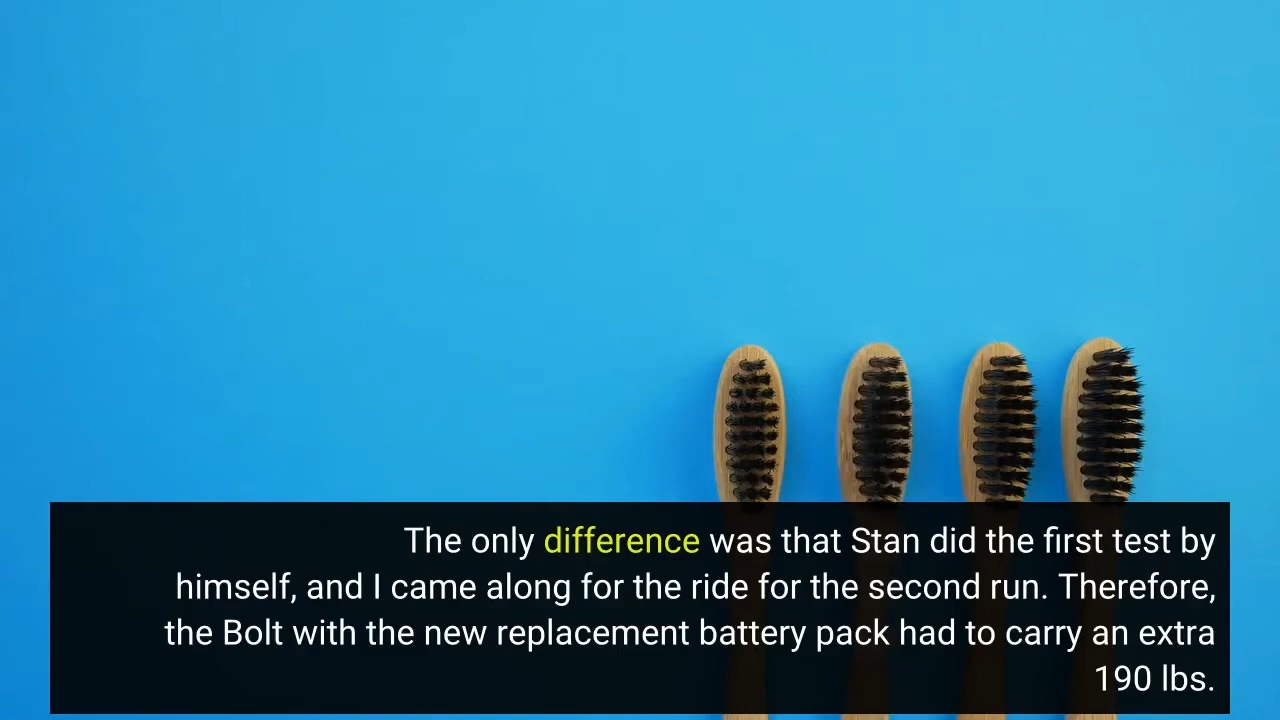 The only difference was that Stan did the first test by
himself, and I came along for the ride for the second run. Therefore,
the Bolt with the new replacement battery pack had to carry an extra
190 lbs.